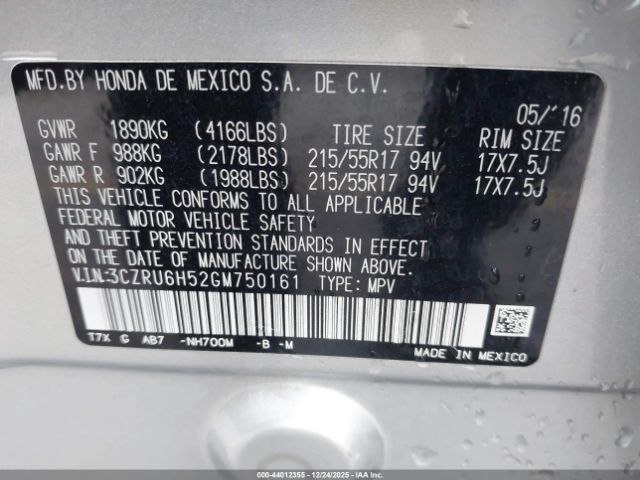 MFD.BY HONDA DE MEXICO S.A. DE C.V.
05/'16
GVWR 1890KG (4166LBS) TIRE SIZE RIM SIZE
GAWR F 988KG (2178LBS) 215/55R17 94V 17X7.5J
GAWR R 902KG (1988LBS) 215/55R17 94V 17X7.5J
THIS VEHICLE CONFORMS TO ALL APPLICABLE
FEDERAL MOTOR VEHICLE SAFETY
AND THEFT PREVENTION STANDARDS IN EFFECT
ON THE DATE OF MANUFACTURE SHOWN ABOVE.
V.I.N:3CZRU6H52GM750161 TYPE: MPV
T7X G AB7 -NH700M -B -M
MADE IN MEXICO
000-44012355 - 12/24/2025 - IAA, Inc. - Copyright